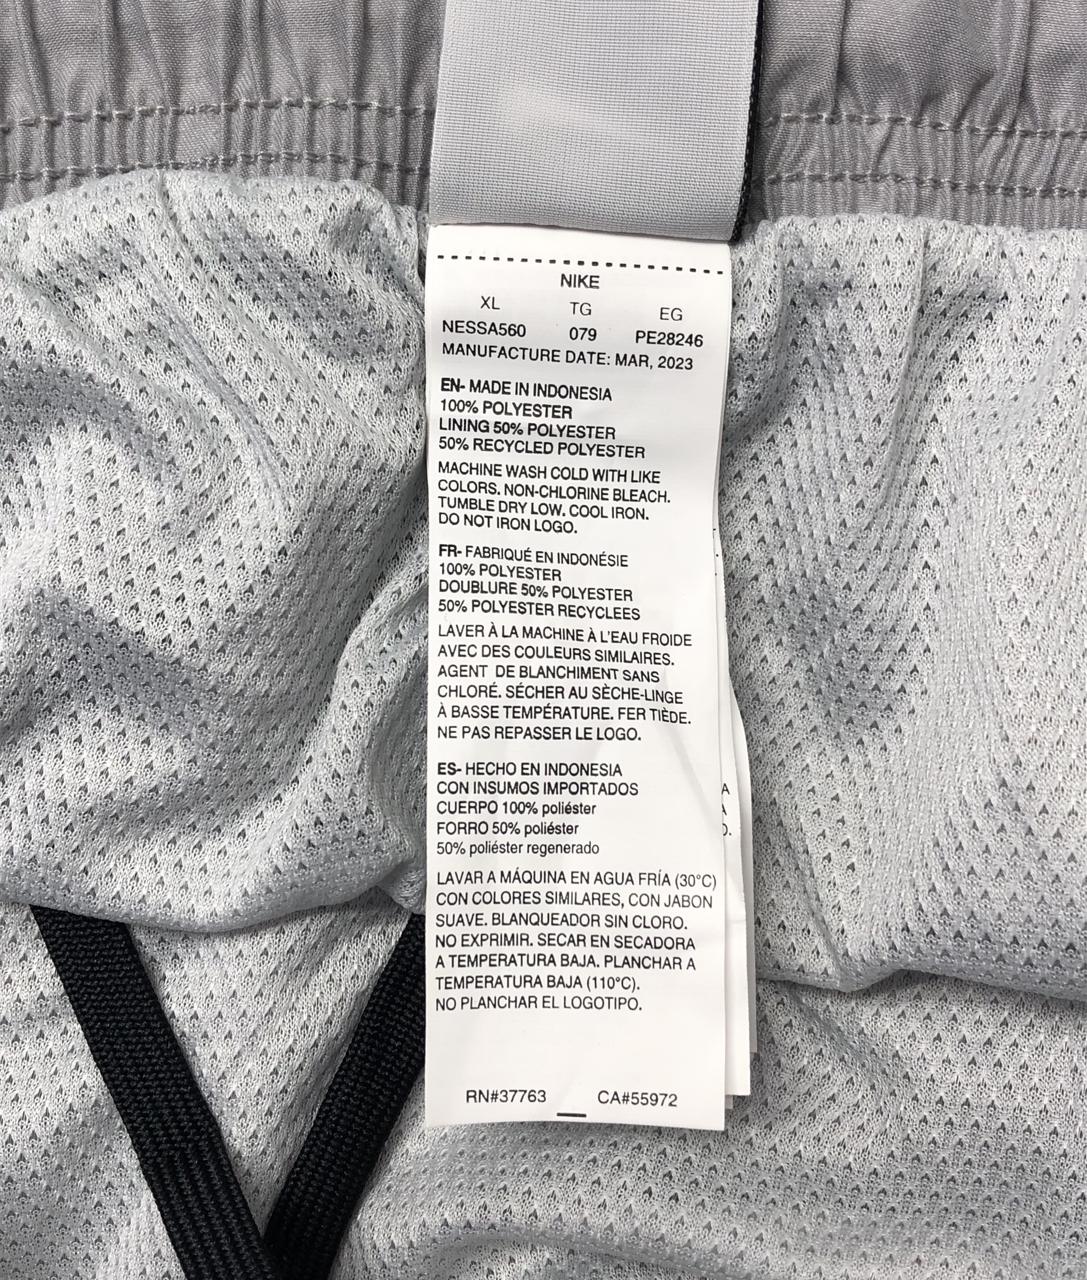 NIKE
XL TG EG
NESSA560 079 PE28246
MANUFACTURE DATE: MAR, 2023
EN- MADE IN INDONESIA
100% POLYESTER
LINING 50% POLYESTER
50% RECYCLED POLYESTER
MACHINE WASH COLD WITH LIKE
COLORS. NON-CHLORINE BLEACH.
TUMBLE DRY LOW. COOL IRON.
DO NOT IRON LOGO.
FR- FABRIQUÉ EN INDONÉSIE
100% POLYESTER
DOUBLURE 50% POLYESTER
50% POLYESTER RECYCLEES
LAVER À LA MACHINE À L'EAU FROIDE
AVEC DES COULEURS SIMILAIRES.
AGENT DE BLANCHIMENT SANS
CHLORÉ. SÉCHER AU SÈCHE-LINGE
À BASSE TEMPÉRATURE. FER TIÈDE.
NE PAS REPASSER LE LOGO.
ES- HECHO EN INDONESIA
CON INSUMOS IMPORTADOS
CUERPO 100% poliéster
FORRO 50% poliéster
50% poliéster regenerado
LAVAR A MÁQUINA EN AGUA FRÍA (30°C)
CON COLORES SIMILARES, CON JABON
SUAVE. BLANQUEADOR SIN CLORO.
NO EXPRIMIR. SECAR EN SECADORA
A TEMPERATURA BAJA. PLANCHAR A
TEMPERATURA BAJA (110°C).
NO PLANCHAR EL LOGOTIPO.
RN#37763 CA#55972